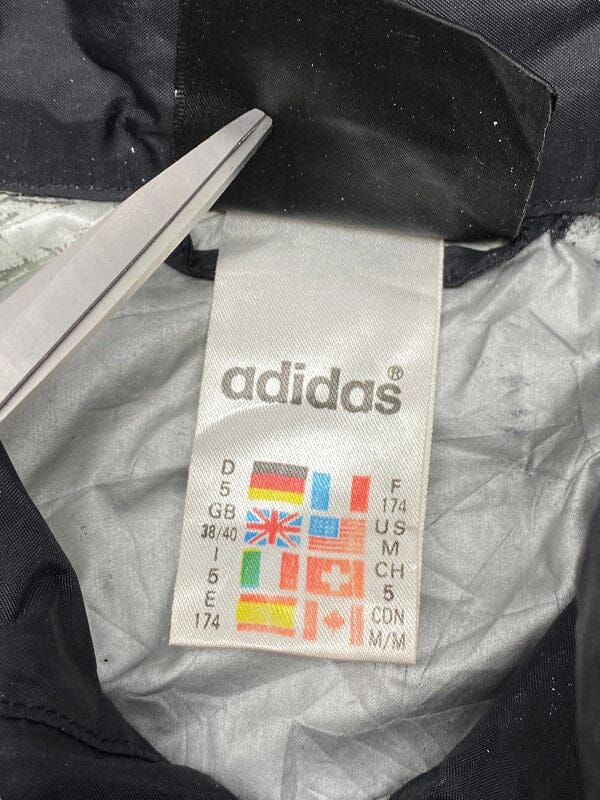 adidas®
D
5
GB
38/40
I
5
E
174
F
174
US
M
CH
5
CDN
M/M